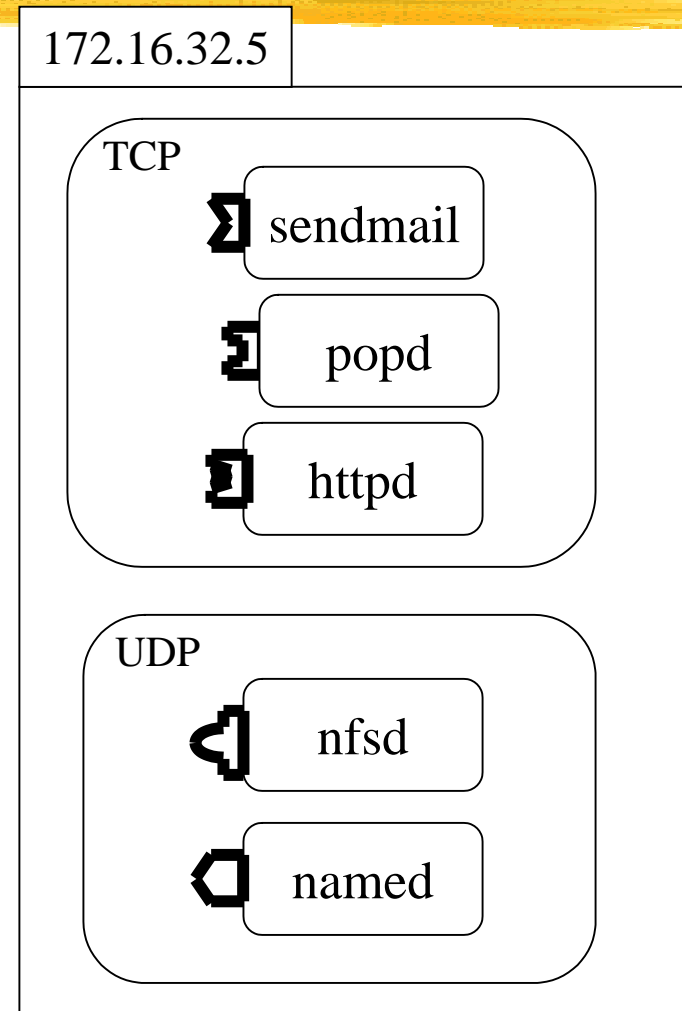 172.16.32.5
TCP
sendmail
popd
httpd
UDP
nfsd
named